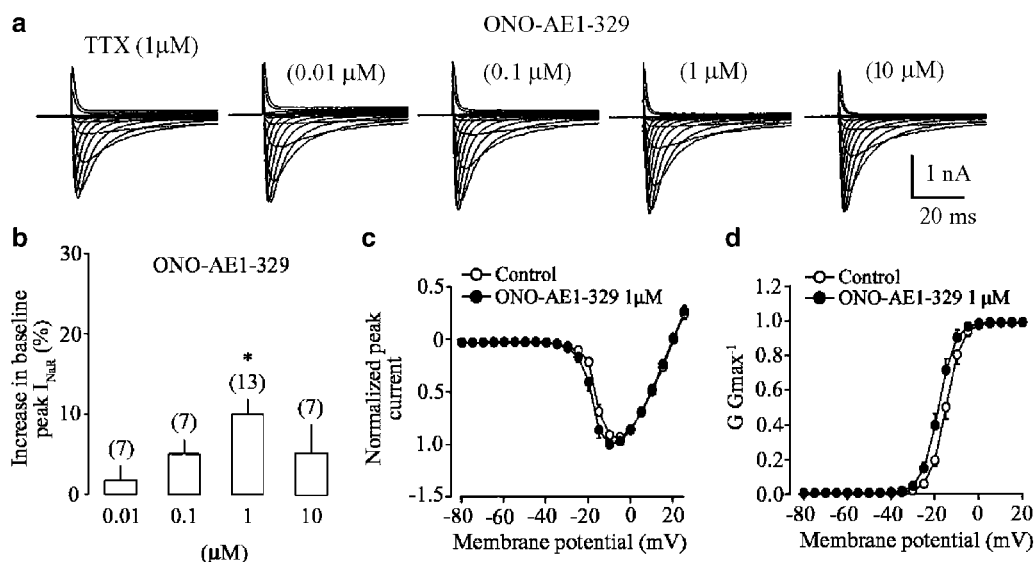 a
ONO-AE1-329
TTX (1µM)
(0.01 µM)
(0.1 µM)
(1 µM)
(10 µM)
1 nA
20 ms
b
ONO-AE1-329
Increase in baseline
peak I NaR (%)
30
20
10
0
(7)
(7)
*
(13)
(7)
0.01
0.1
1
10
(µM)
c
Control
ONO-AE1-329 1µM
Normalized peak
current
0.5
0
0.5
1.0
-1.5
-80
-60
-40
-20
0
20
Membrane potential (mV)
d
Control
ONO-AE1-329 1 µM
G Gmax-1
1.2
1.0
0.8
0.6
0.4
0.2
0.0
-80
-60
-40
-20
0
20
Membrane potential (mV)